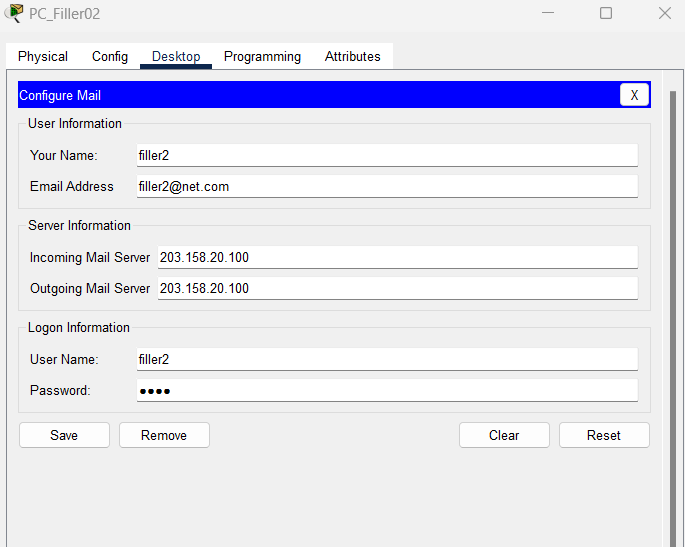 PC_Filler02
Physical Config Desktop Programming Attributes
Configure Mail X
User Information
Your Name: filler2
Email Address filler2@net.com
Server Information
Incoming Mail Server 203.158.20.100
Outgoing Mail Server 203.158.20.100
Logon Information
User Name: filler2
Password: ●●●●
Save Remove Clear Reset